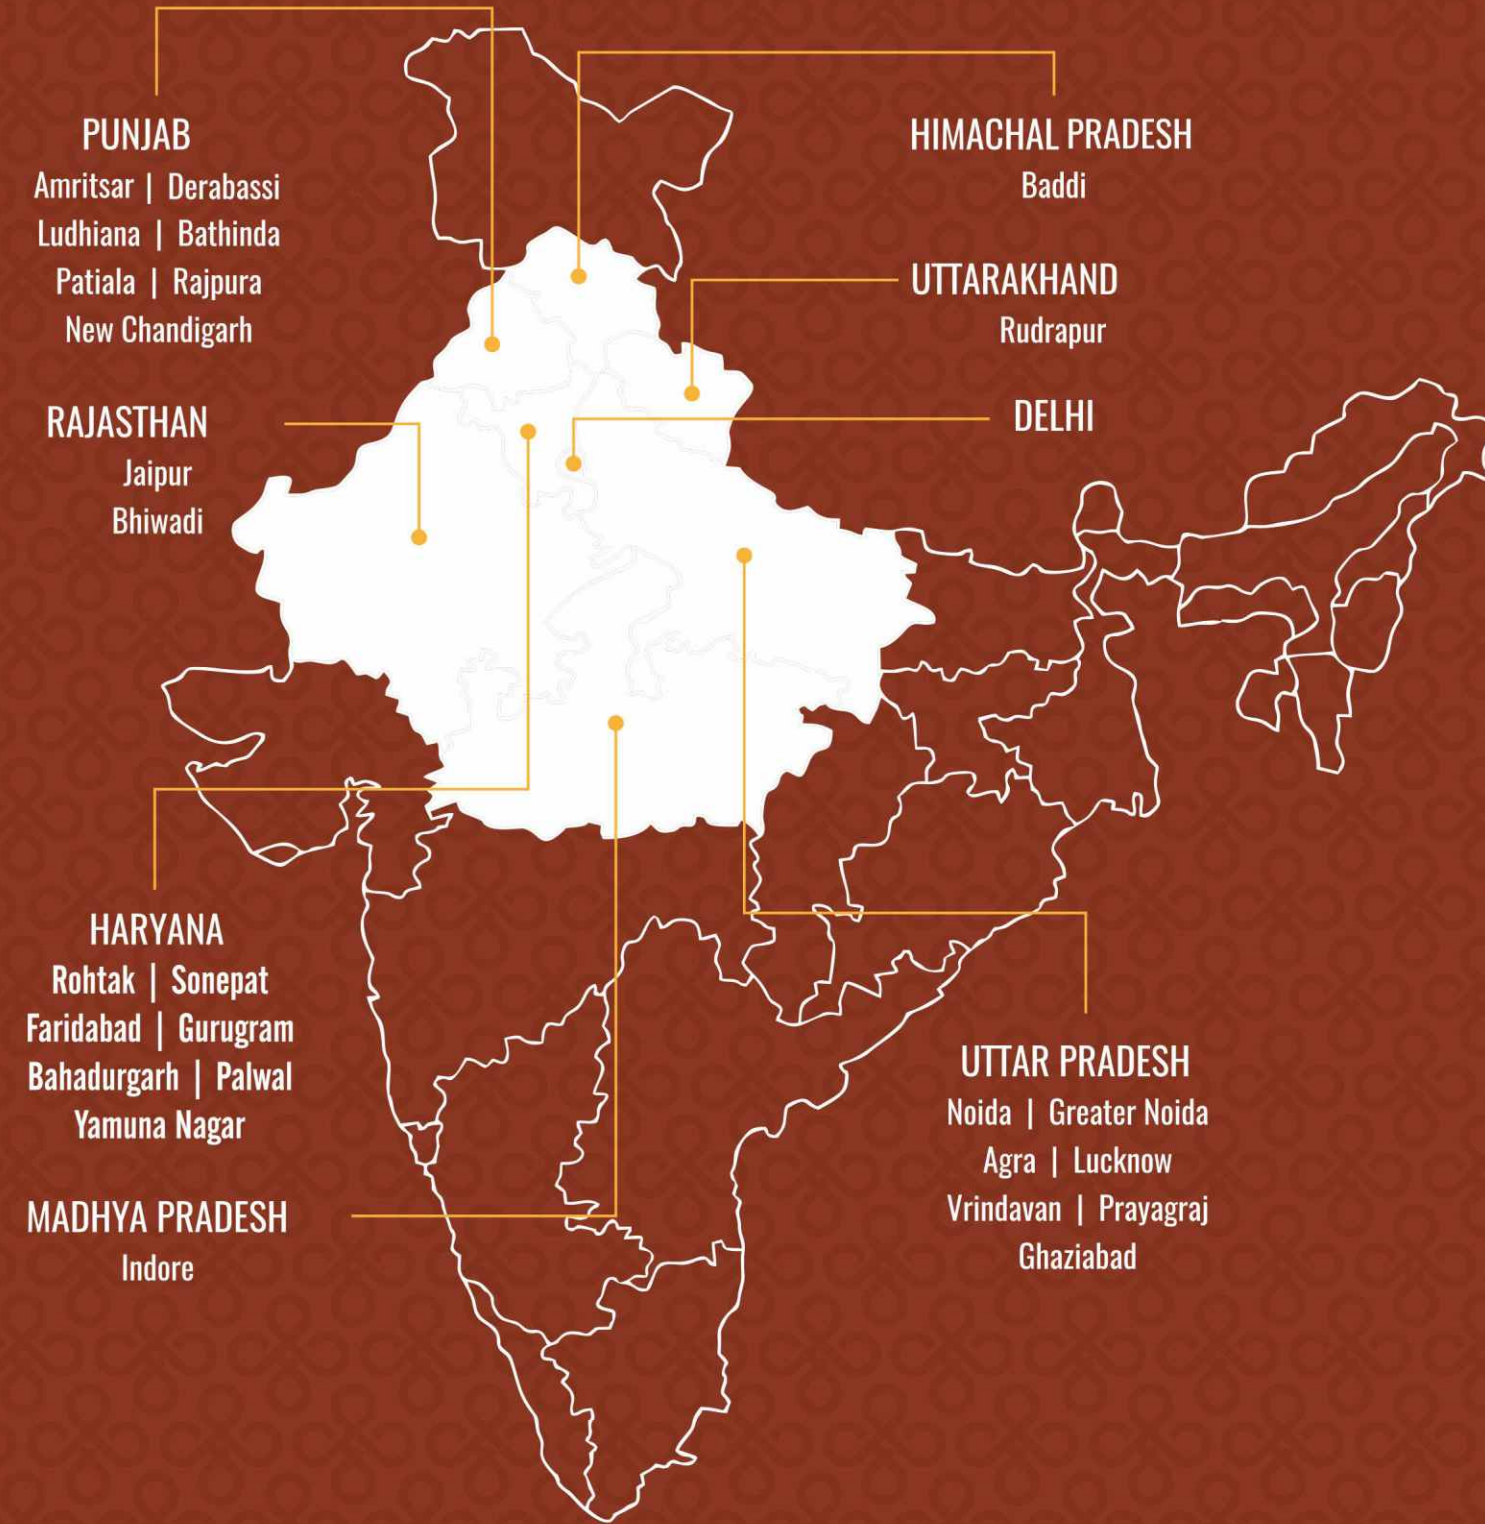 PUNJAB
Amritsar | Derabassi
Ludhiana | Bathinda
Patiala | Rajpura
New Chandigarh
RAJASTHAN
Jaipur
Bhiwadi
HARYANA
Rohtak | Sonepat
Faridabad | Gurugram
Bahadurgarh | Palwal
Yamuna Nagar
MADHYA PRADESH
Indore
HIMACHAL PRADESH
Baddi
UTTARAKHAND
Rudrapur
DELHI
UTTAR PRADESH
Noida | Greater Noida
Agra | Lucknow
Vrindavan | Prayagraj
Ghaziabad